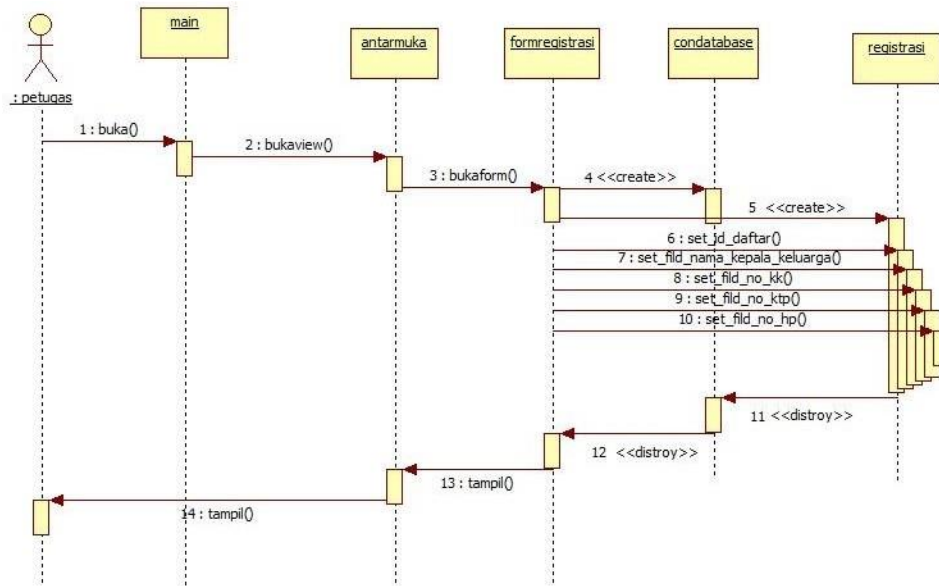 main
antarmuka
formregistrasi
condatabase
registrasi
: petugas
1 : buka()
2 : bukaview()
3 : bukaform()
4 <<create>>
5 <<create>>
6 : set_id_daftar()
7 : set_fild_nama_kepala_keluarga()
8 : set_fild_no_kk()
9 : set_fild_no_ktp()
10 : set_fild_no_hp()
11 <<distroy>>
12 <<distroy>>
13 : tampil()
14 : tampil()